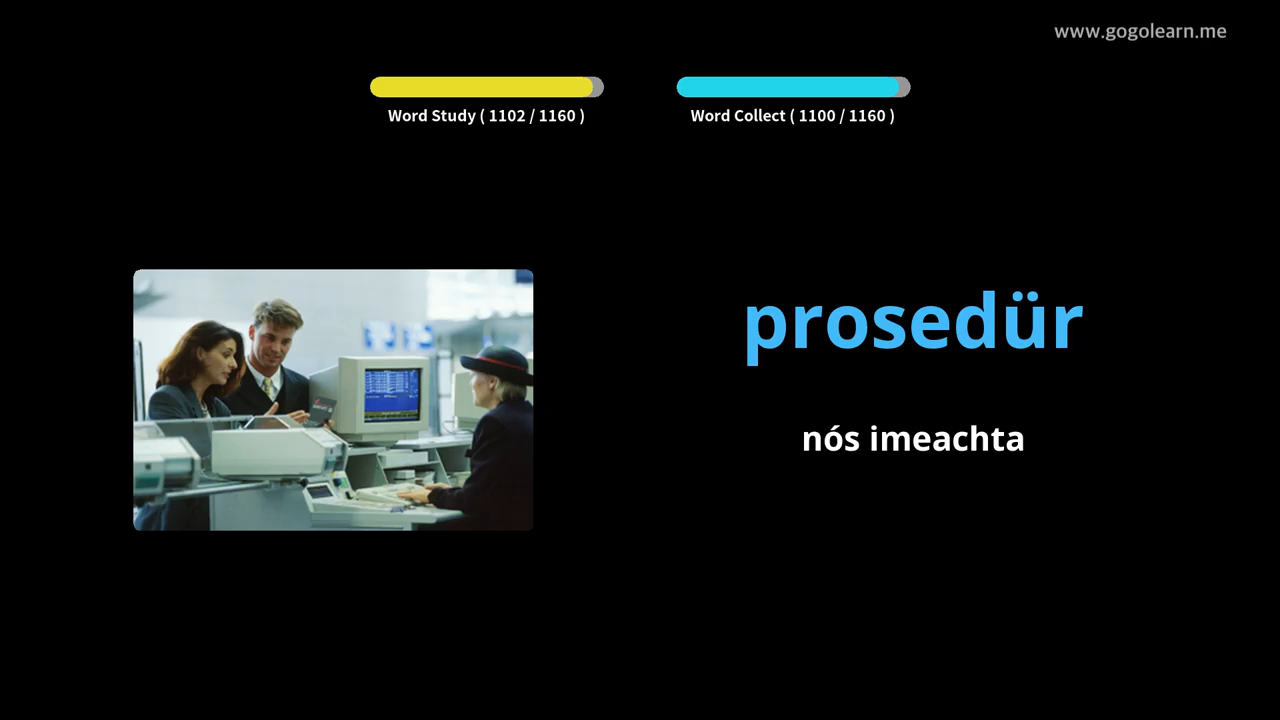 www.gogolearn.me
Word Study ( 1102 / 1160 )
Word Collect ( 1100 / 1160 )
prosedür
nós imeachta